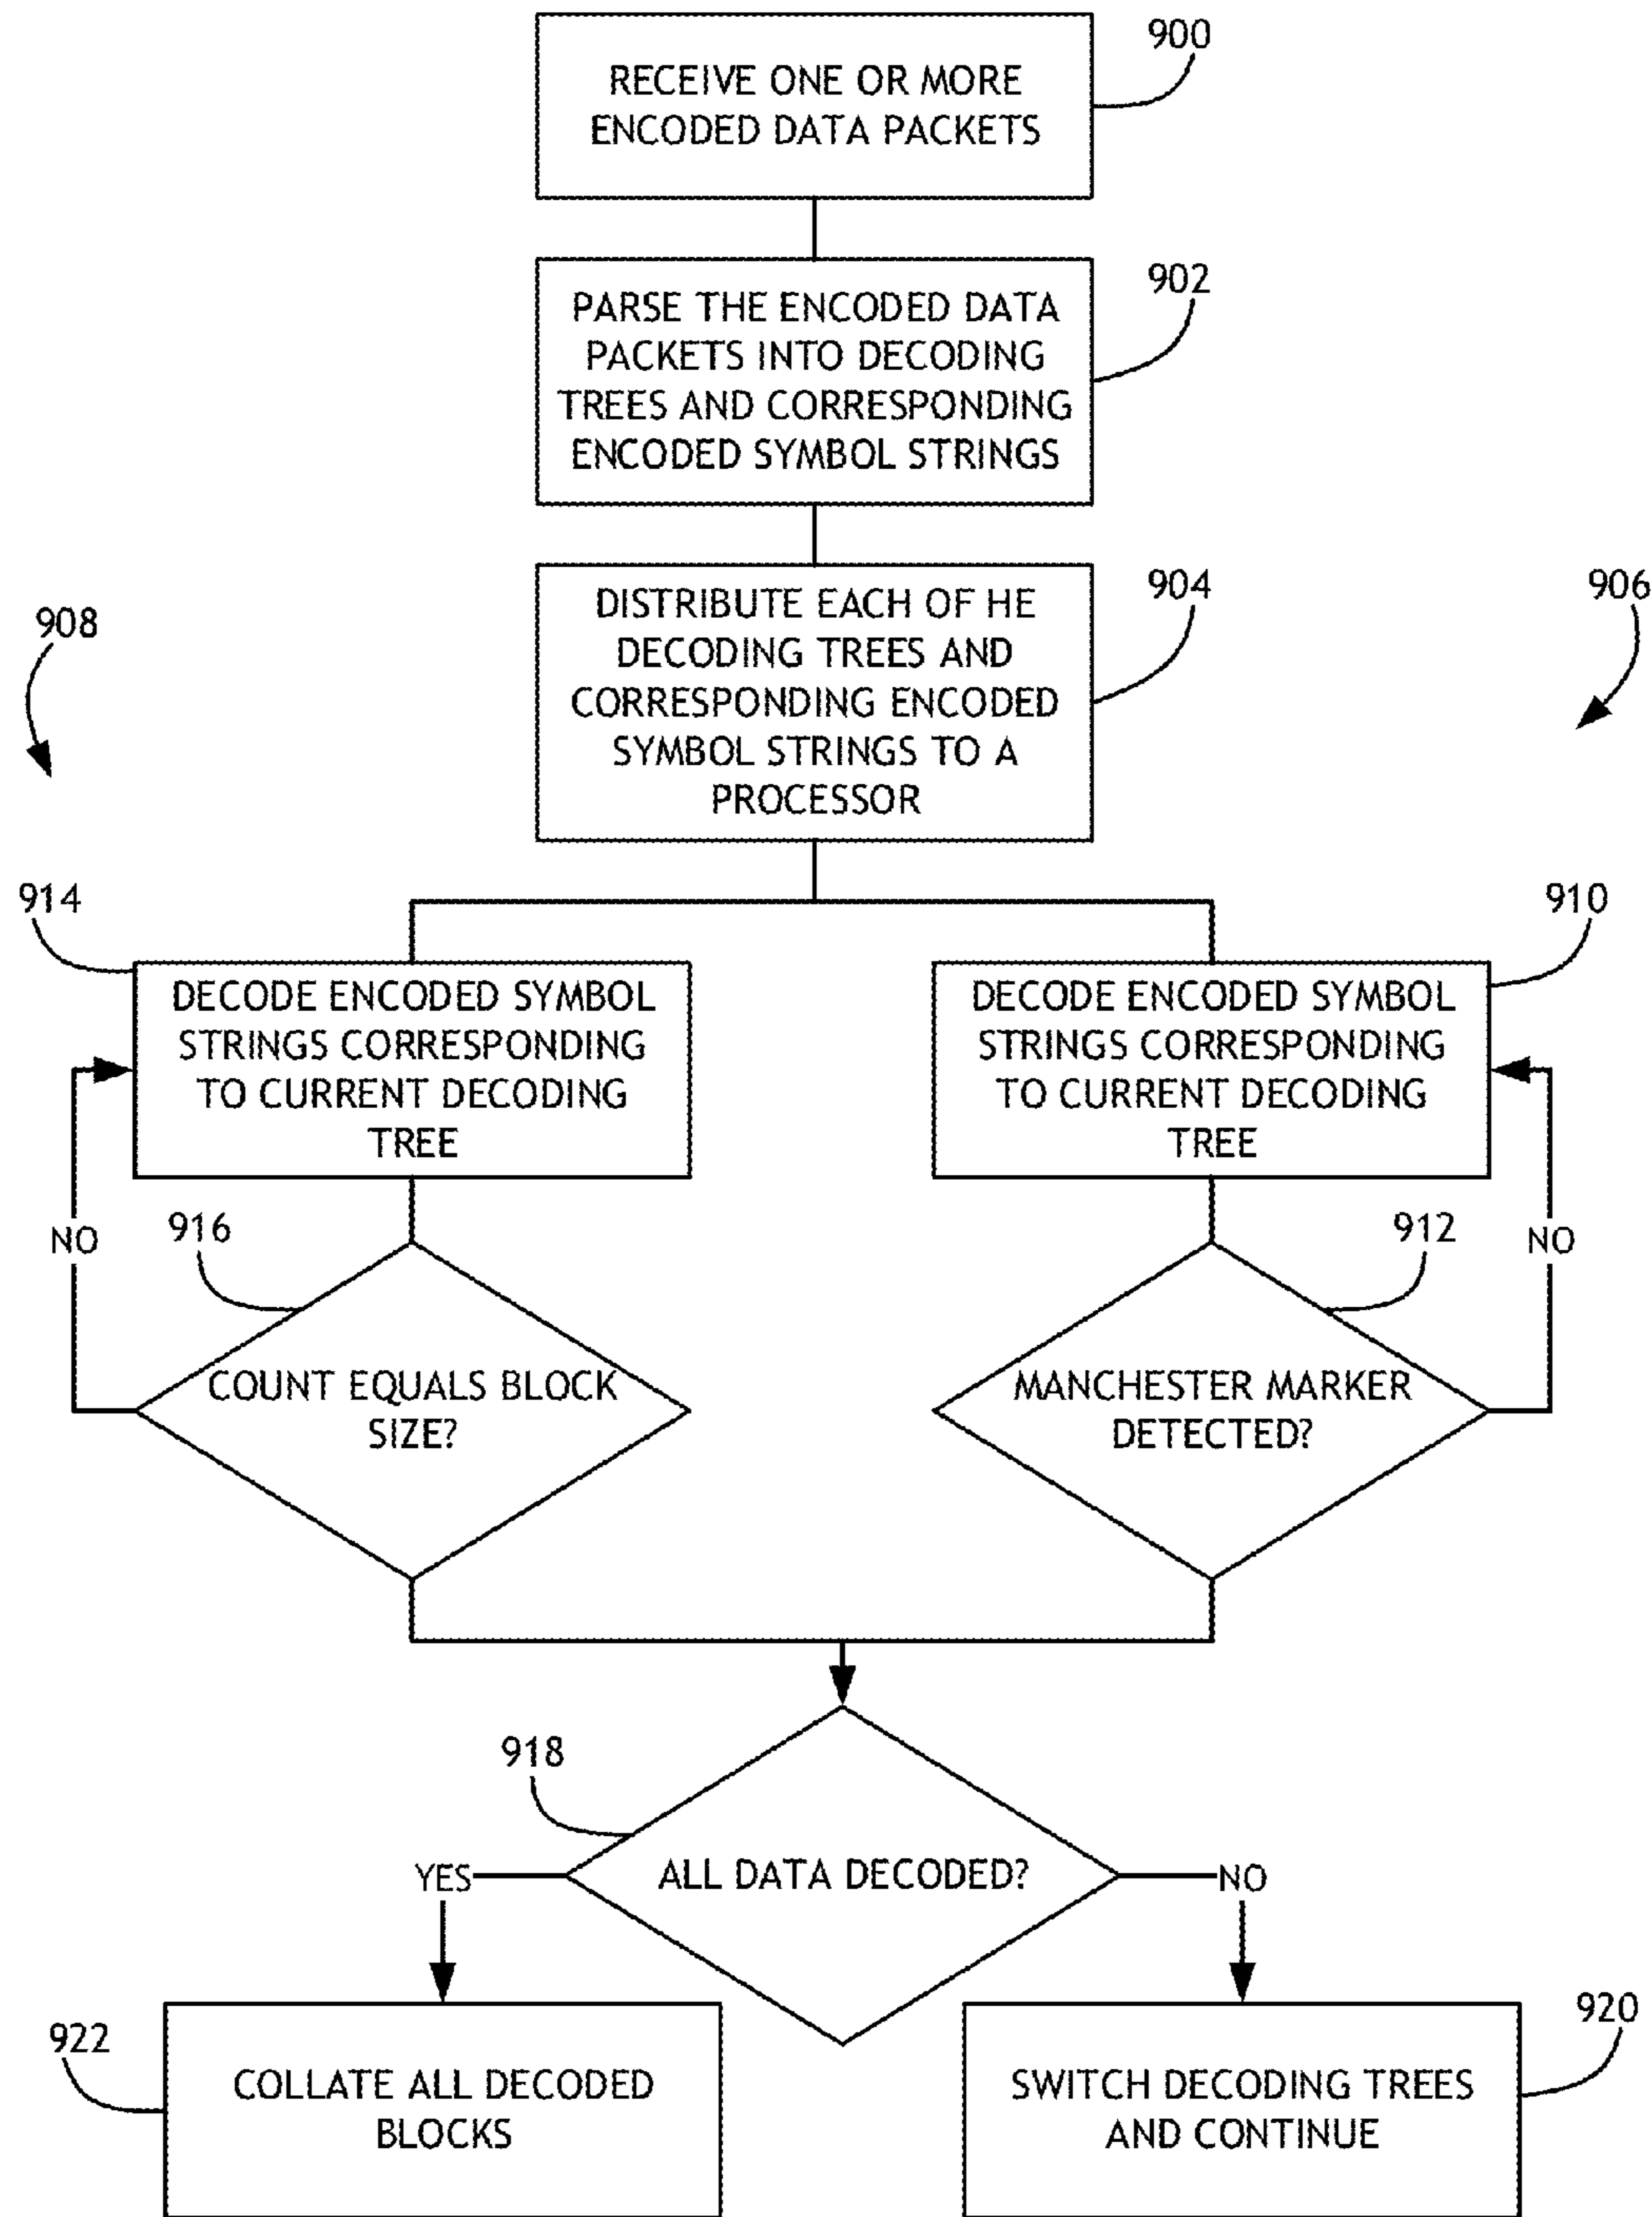 900
RECEIVE ONE OR MORE
ENCODED DATA PACKETS
902
PARSE THE ENCODED DATA
PACKETS INTO DECODING
TREES AND CORRESPONDING
ENCODED SYMBOL STRINGS
904
DISTRIBUTE EACH OF HE
DECODING TREES AND
CORRESPONDING ENCODED
SYMBOL STRINGS TO A
PROCESSOR
908
906
914
DECODE ENCODED SYMBOL
STRINGS CORRESPONDING
TO CURRENT DECODING
TREE
910
DECODE ENCODED SYMBOL
STRINGS CORRESPONDING
TO CURRENT DECODING
TREE
NO
916
COUNT EQUALS BLOCK
SIZE?
912
NO
MANCHESTER MARKER
DETECTED?
918
ALL DATA DECODED?
YES
NO
922
COLLATE ALL DECODED
BLOCKS
920
SWITCH DECODING TREES
AND CONTINUE